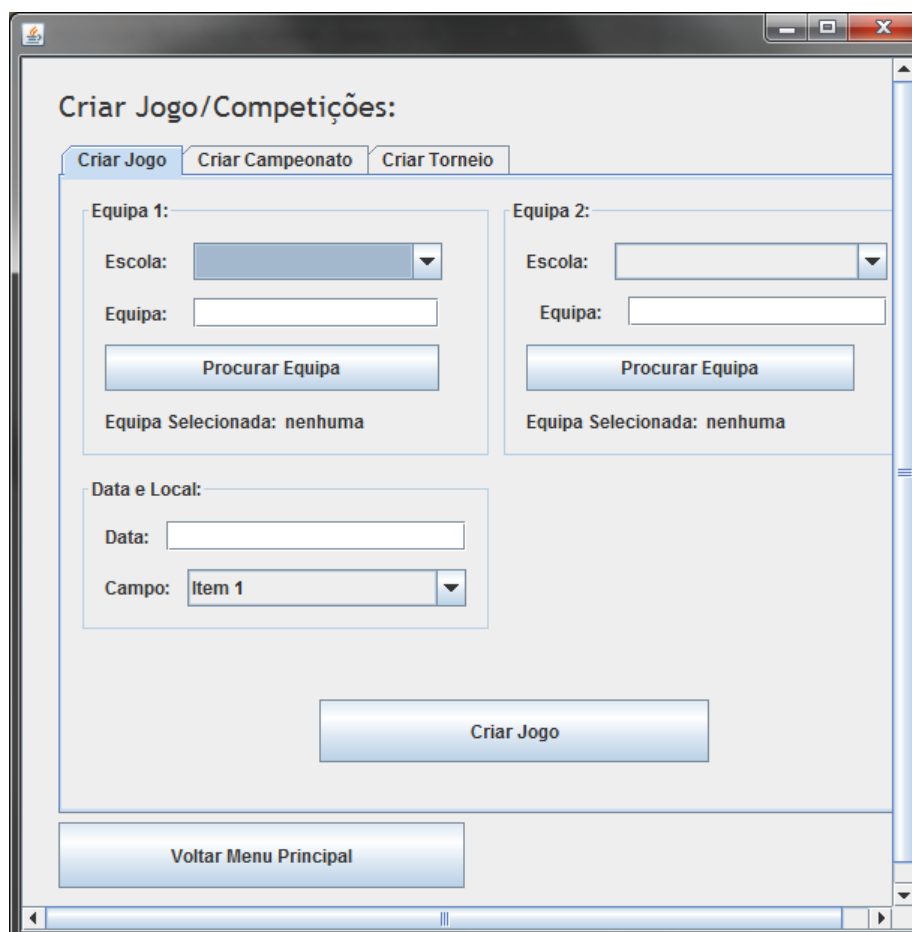 Criar Jogo/Competições:
Criar Jogo Criar Campeonato Criar Torneio
Equipa 1:
Escola:
Equipa:
Procurar Equipa
Equipa Selecionada: nenhuma
Equipa 2:
Escola:
Equipa:
Procurar Equipa
Equipa Selecionada: nenhuma
Data e Local:
Data:
Campo: Item 1
Criar Jogo
Voltar Menu Principal